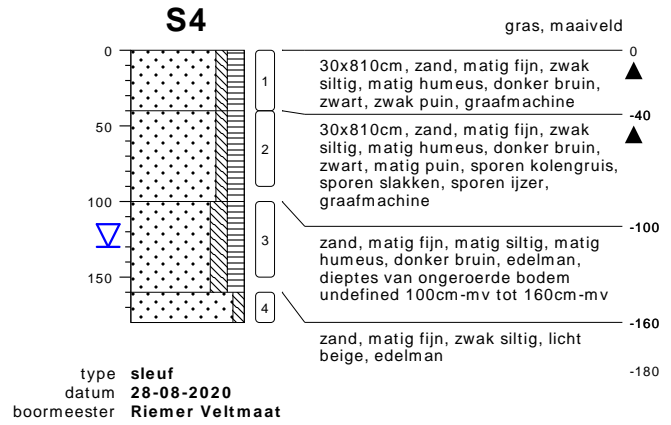 S4
gras, maaiveld
0
0
1
30x810cm, zand, matig fijn, zwak
siltig, matig humeus, donker bruin,
zwart, zwak puin, graafmachine
-40
50
2
30x810cm, zand, matig fijn, zwak
siltig, matig humeus, donker bruin,
zwart, matig puin, sporen kolengruis,
sporen slakken, sporen ijzer,
graafmachine
100
-100
3
zand, matig fijn, matig siltig, matig
humeus, donker bruin, edelman,
dieptes van ongeroerde bodem
undefined 100cm-mv tot 160cm-mv
150
4
-160
zand, matig fijn, zwak siltig, licht
beige, edelman
-180
type sleuf
datum 28-08-2020
boormeester Riemer Veltmaat